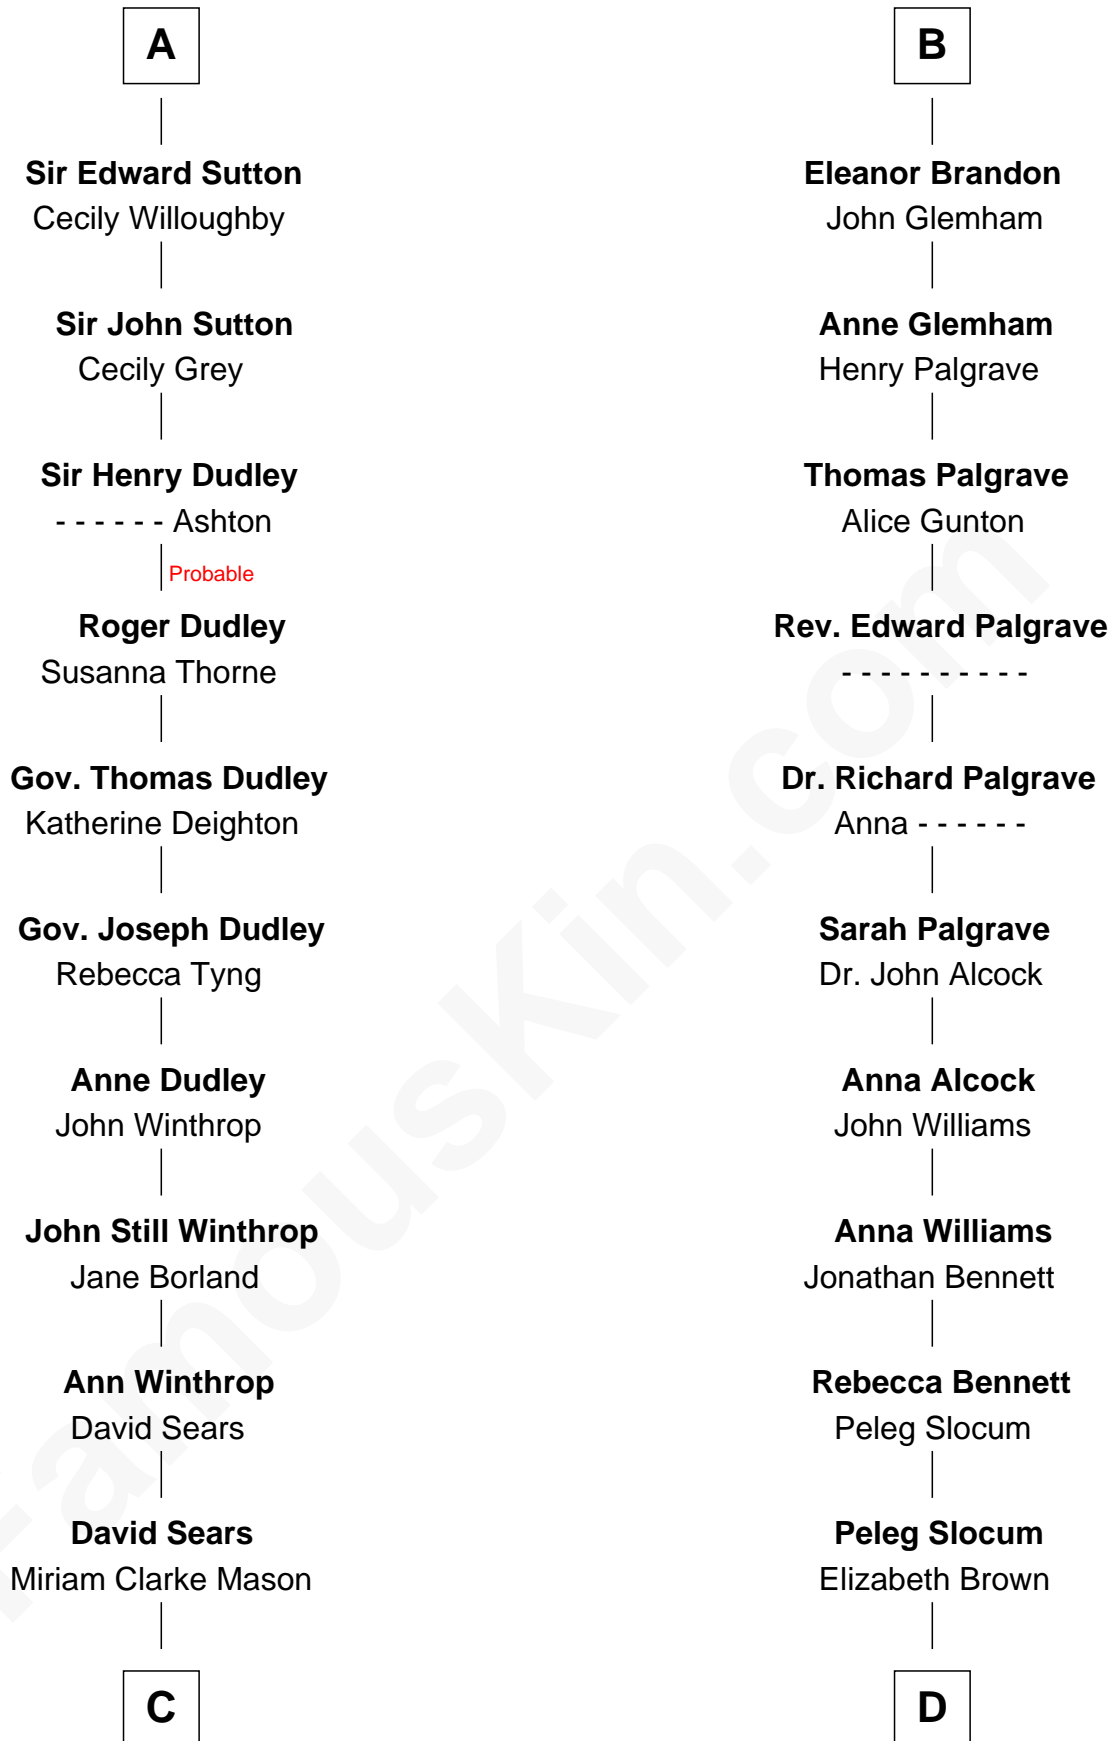 A
Sir Edward Sutton
Cecily Willoughby
Sir John Sutton
Cecily Grey
Sir Henry Dudley
- - - - - - Ashton
Probable
Roger Dudley
Susanna Thorne
Gov. Thomas Dudley
Katherine Deighton
Gov. Joseph Dudley
Rebecca Tyng
Anne Dudley
John Winthrop
John Still Winthrop
Jane Borland
Ann Winthrop
David Sears
David Sears
Miriam Clarke Mason
C
B
Eleanor Brandon
John Glemham
Anne Glemham
Henry Palgrave
Thomas Palgrave
Alice Gunton
Rev. Edward Palgrave
- - - - - - - - - -
Dr. Richard Palgrave
Anna - - - - - -
Sarah Palgrave
Dr. John Alcock
Anna Alcock
John Williams
Anna Williams
Jonathan Bennett
Rebecca Bennett
Peleg Slocum
Peleg Slocum
Elizabeth Brown
D
FamousKin.com